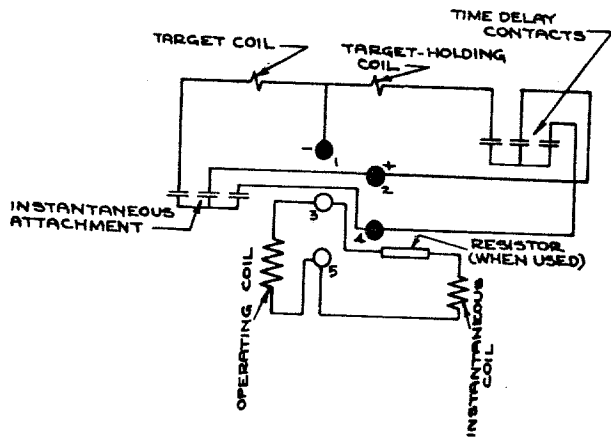 TIME DELAY
CONTACTS
TARGET COIL
TARGET-HOLDING
COIL
-
1
+
2
INSTANTANEOUS
ATTACHMENT
3
4
5
RESISTOR
(WHEN USED)
OPERATING COIL
INSTANTANEOUS
COIL